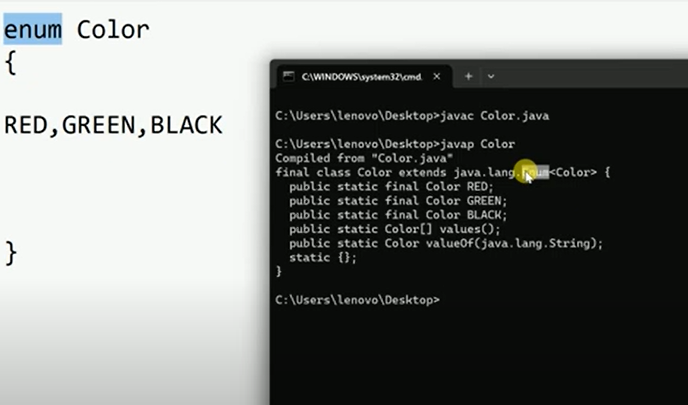 enum Color
{
RED,GREEN,BLACK
}
C:\WINDOWS\system32\cmd.
C:\Users\lenovo\Desktop>javac Color.java
C:\Users\lenovo\Desktop>javap Color
Compiled from "Color.java"
final class Color extends java.lang.Enum<Color> {
public static final Color RED;
public static final Color GREEN;
public static final Color BLACK;
public static Color[] values();
public static Color valueOf(java.lang.String);
static {};
}
C:\Users\lenovo\Desktop>